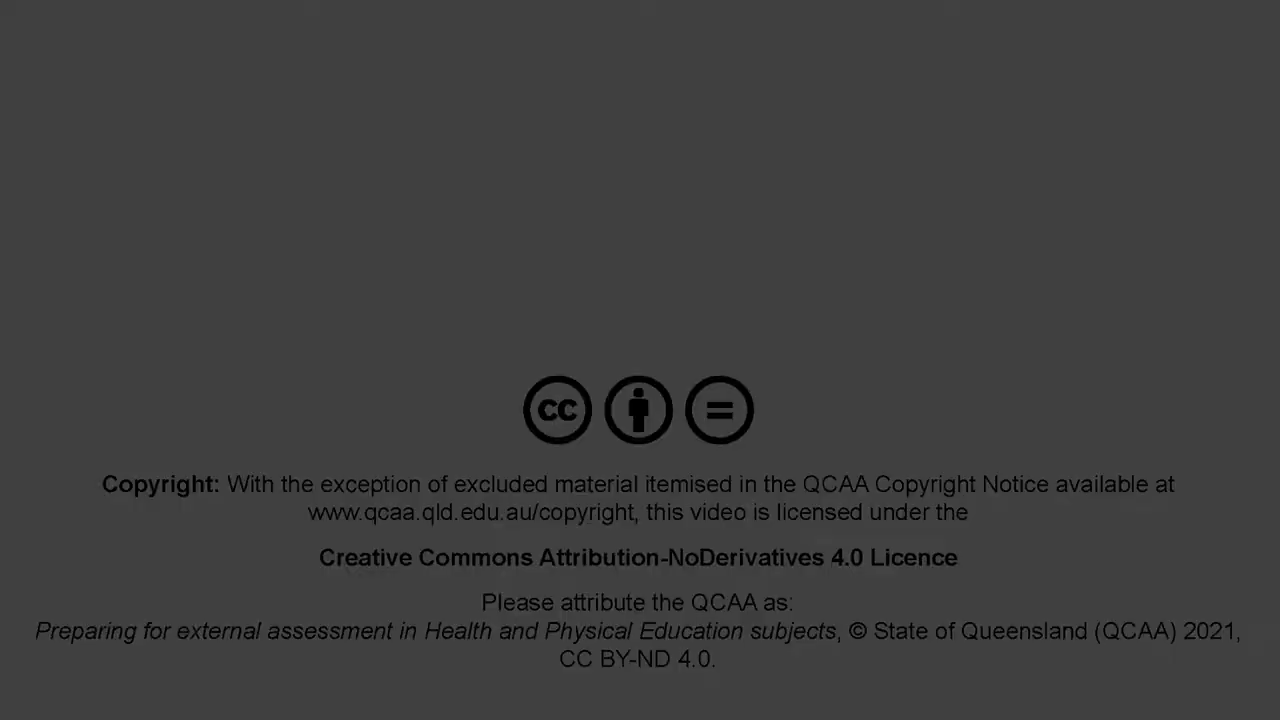 cc
Copyright: With the exception of excluded material itemised in the QCAA Copyright Notice available at
www.qcaa.qld.edu.au/copyright, this video is licensed under the
Creative Commons Attribution-NoDerivatives 4.0 Licence
Please attribute the QCAA as:
Preparing for external assessment in Health and Physical Education subjects, © State of Queensland (QCAA) 2021,
CC BY-ND 4.0.